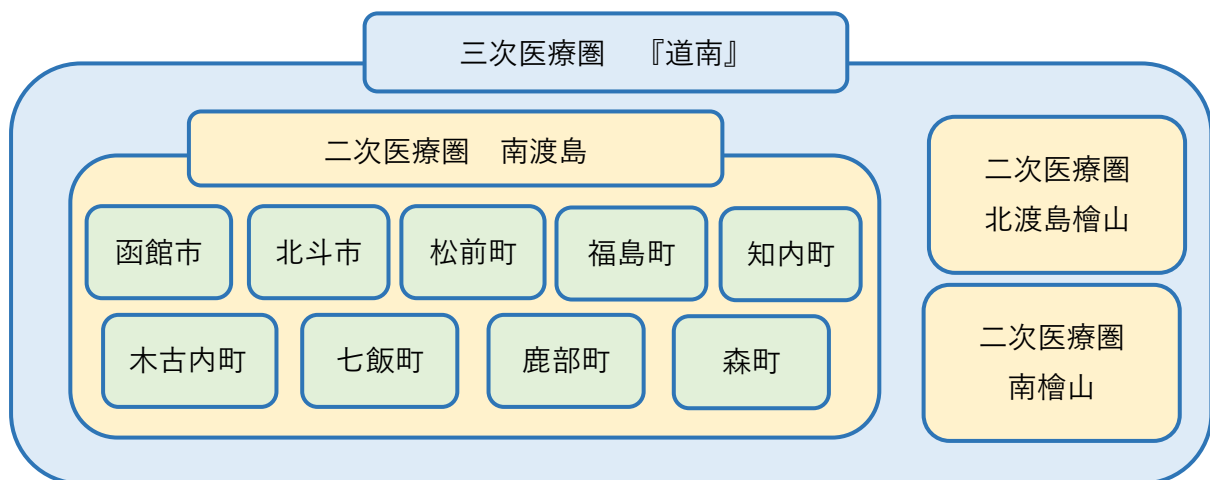 三次医療圏　『道南』
二次医療圏　南渡島
函館市
北斗市
松前町
福島町
知内町
木古内町
七飯町
鹿部町
森町
二次医療圏
北渡島檜山
二次医療圏
南檜山